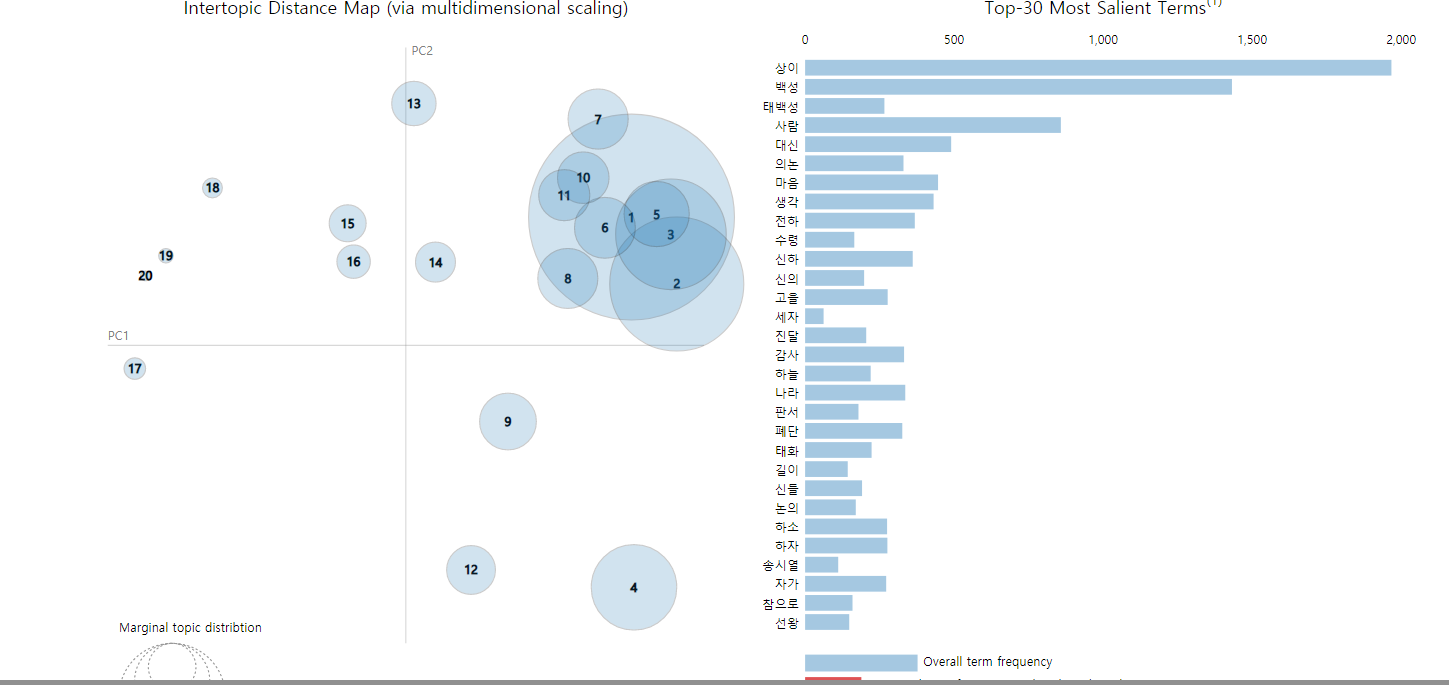 Intertopic Distance Map (via multidimensional scaling)
PC2
PC1
13
7
18
10
11
15
1
5
6
3
19
16
14
20
8
2
17
9
12
4
Marginal topic distribtion
Top-30 Most Salient Terms(1)
0 500 1,000 1,500 2,000
상이
백성
태백성
사람
대신
의논
마음
생각
전하
수령
신하
신의
고을
세자
진달
감사
하늘
나라
판서
폐단
태화
길이
신들
논의
하소
하자
송시열
자가
참으로
선왕
Overall term frequency